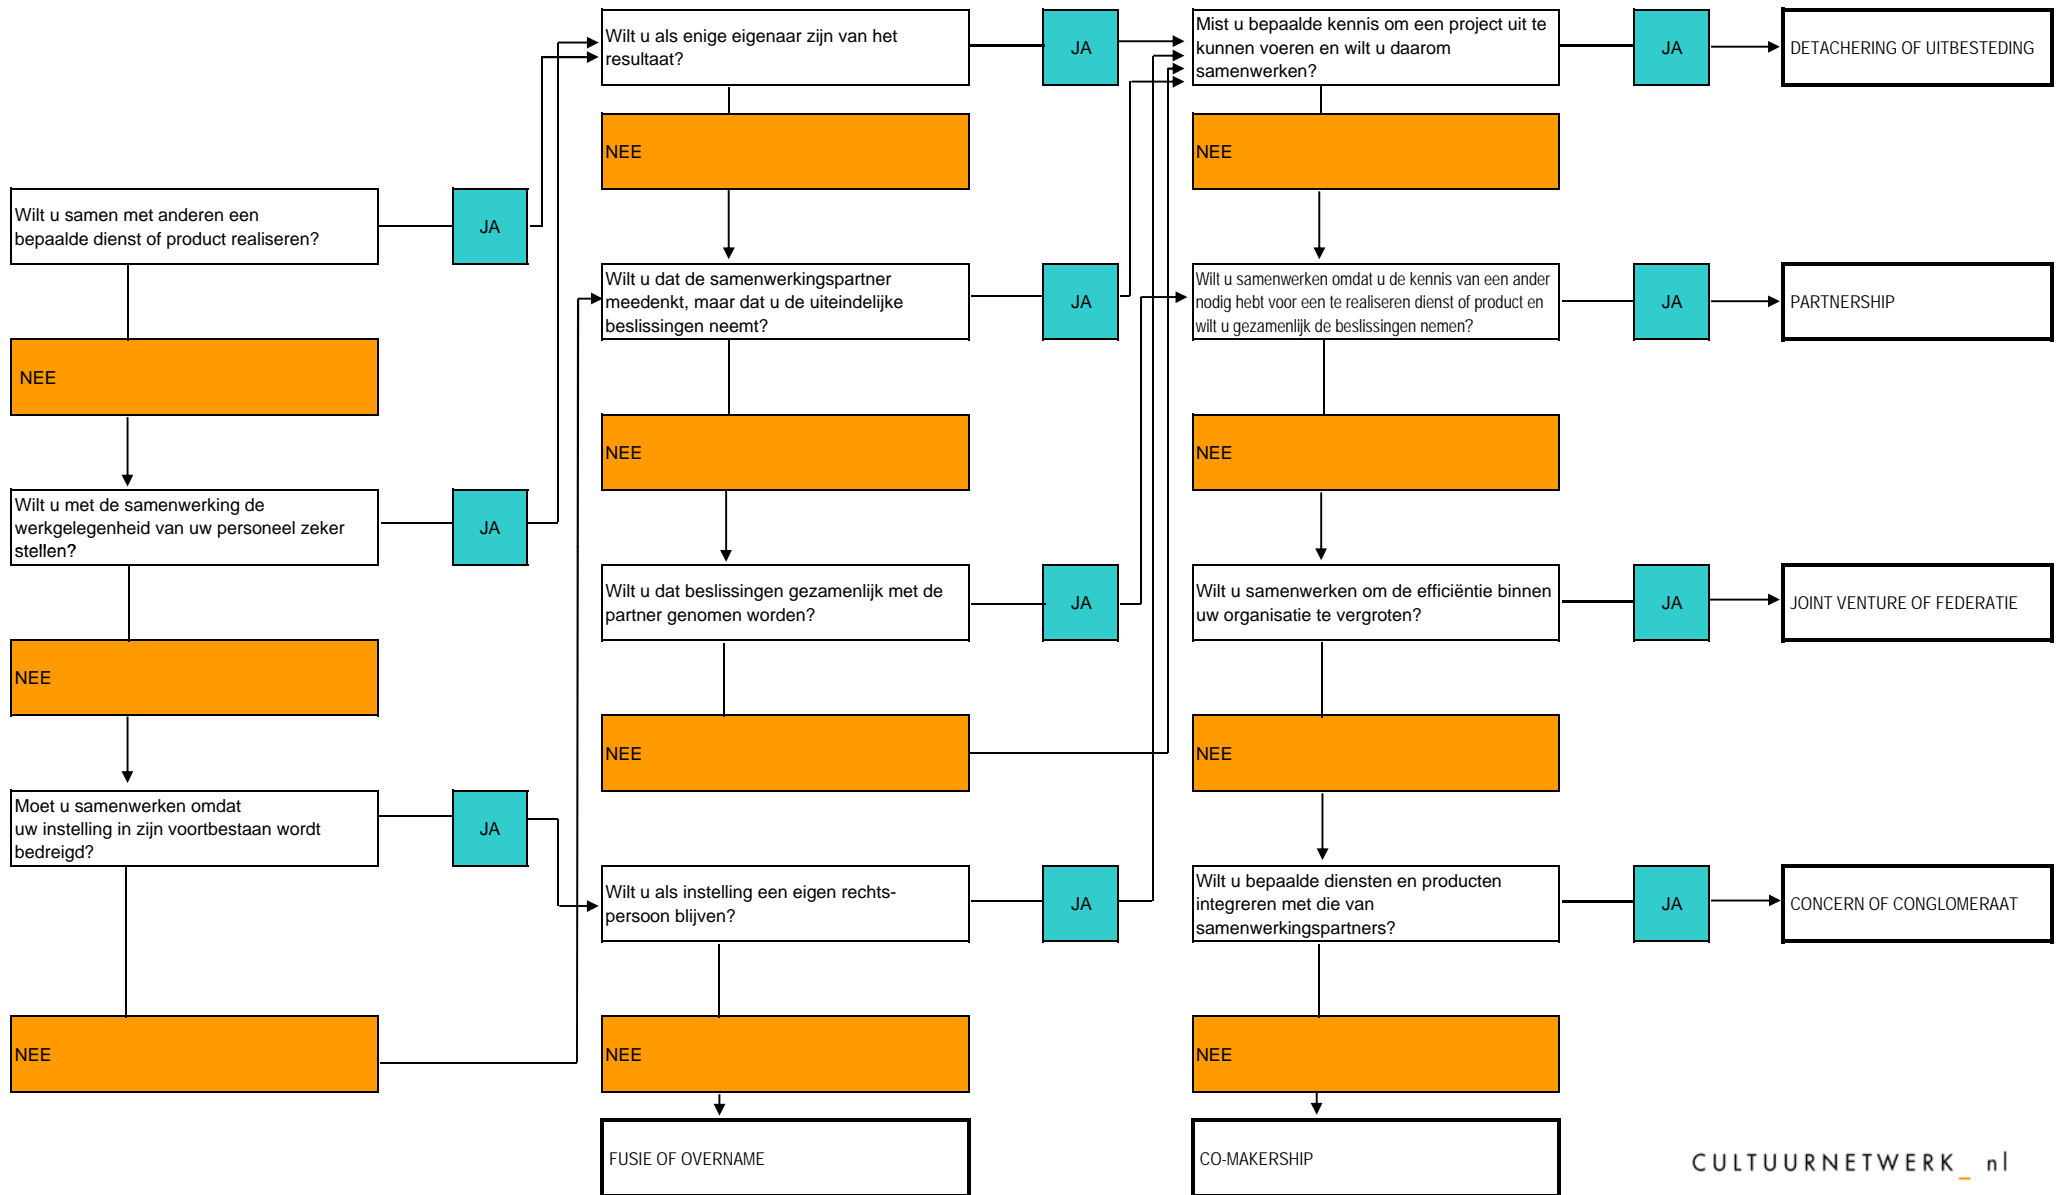 Wilt u als enige eigenaar zijn van het
resultaat?
JA
Mist u bepaalde kennis om een project uit te
kunnen voeren en wilt u daarom
samenwerken?
JA
DETACHERING OF UITBESTEDING
NEE
NEE
Wilt u samen met anderen een
bepaalde dienst of product realiseren?
JA
Wilt u dat de samenwerkingspartner
meedenkt, maar dat u de uiteindelijke
beslissingen neemt?
JA
Wilt u samenwerken omdat u de kennis van een ander
nodig hebt voor een te realiseren dienst of product en
wilt u gezamenlijk de beslissingen nemen?
JA
PARTNERSHIP
NEE
NEE
NEE
Wilt u met de samenwerking de
werkgelegenheid van uw personeel zeker
stellen?
JA
Wilt u dat beslissingen gezamenlijk met de
partner genomen worden?
JA
Wilt u samenwerken om de efficiëntie binnen
uw organisatie te vergroten?
JA
JOINT VENTURE OF FEDERATIE
NEE
NEE
NEE
Moet u samenwerken omdat
uw instelling in zijn voortbestaan wordt
bedreigd?
JA
Wilt u als instelling een eigen rechts-
persoon blijven?
JA
Wilt u bepaalde diensten en producten
integreren met die van
samenwerkingspartners?
JA
CONCERN OF CONGLOMERAAT
NEE
NEE
NEE
FUSIE OF OVERNAME
CO-MAKERSHIP
CULTUURNETWERK_nl